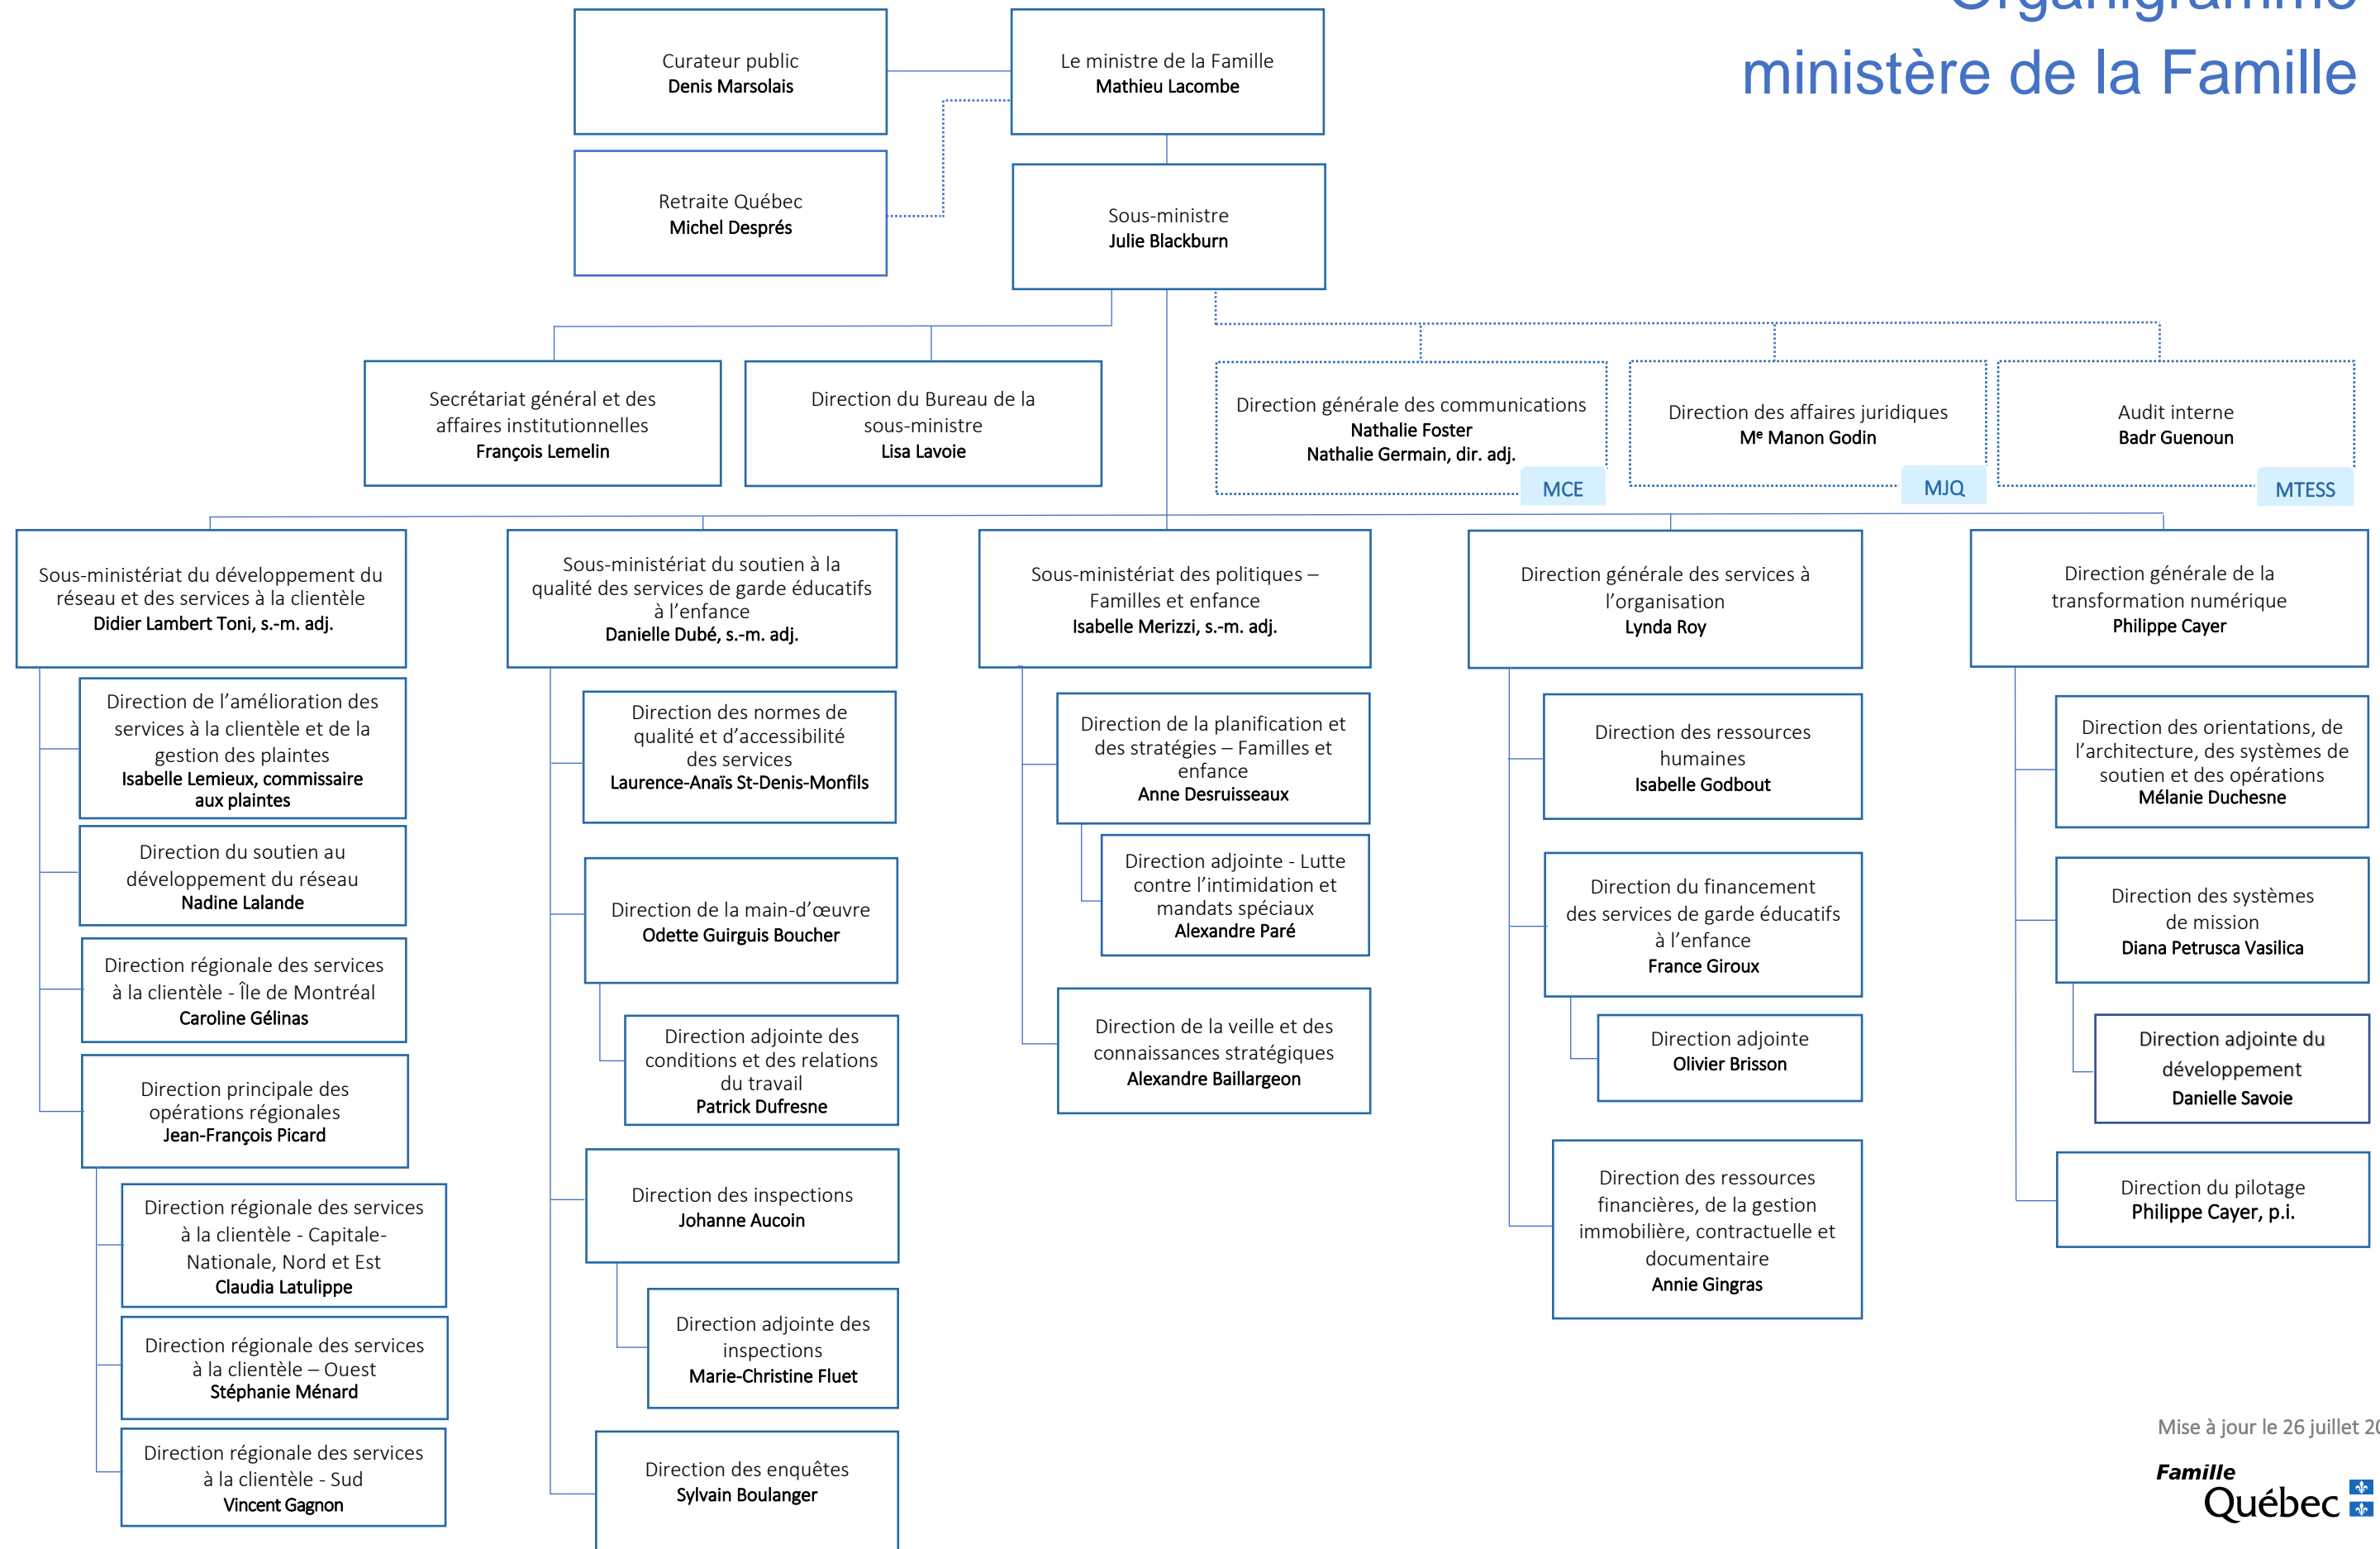 Organigramme
ministère de la Famille
Curateur public
Denis Marsolais
Le ministre de la Famille
Mathieu Lacombe
Retraite Québec
Michel Després
Sous-ministre
Julie Blackburn
Secrétariat général et des
affaires institutionnelles
François Lemelin
Direction du Bureau de la
sous-ministre
Lisa Lavoie
Direction générale des communications
Nathalie Foster
Nathalie Germain, dir. adj.
MCE
Direction des affaires juridiques
Me Manon Godin
MJQ
Audit interne
Badr Guenoun
MTESS
Sous-ministériat du développement du
réseau et des services à la clientèle
Didier Lambert Toni, s.-m. adj.
Direction de l’amélioration des
services à la clientèle et de la
gestion des plaintes
Isabelle Lemieux, commissaire
aux plaintes
Direction du soutien au
développement du réseau
Nadine Lalande
Direction régionale des services
à la clientèle - Île de Montréal
Caroline Gélinas
Direction principale des
opérations régionales
Jean-François Picard
Direction régionale des services
à la clientèle - Capitale-
Nationale, Nord et Est
Claudia Latulippe
Direction régionale des services
à la clientèle – Ouest
Stéphanie Ménard
Direction régionale des services
à la clientèle - Sud
Vincent Gagnon
Sous-ministériat du soutien à la
qualité des services de garde éducatifs
à l’enfance
Danielle Dubé, s.-m. adj.
Direction des normes de
qualité et d’accessibilité
des services
Laurence-Anaïs St-Denis-Monfils
Direction de la main-d’œuvre
Odette Guirguis Boucher
Direction adjointe des
conditions et des relations
du travail
Patrick Dufresne
Direction des inspections
Johanne Aucoin
Direction adjointe des
inspections
Marie-Christine Fluet
Direction des enquêtes
Sylvain Boulanger
Sous-ministériat des politiques –
Familles et enfance
Isabelle Merizzi, s.-m. adj.
Direction de la planification et
des stratégies – Familles et
enfance
Anne Desruisseaux
Direction adjointe - Lutte
contre l’intimidation et
mandats spéciaux
Alexandre Paré
Direction de la veille et des
connaissances stratégiques
Alexandre Baillargeon
Direction générale des services à
l’organisation
Lynda Roy
Direction des ressources
humaines
Isabelle Godbout
Direction du financement
des services de garde éducatifs
à l’enfance
France Giroux
Direction adjointe
Olivier Brisson
Direction des ressources
financières, de la gestion
immobilière, contractuelle et
documentaire
Annie Gingras
Direction générale de la
transformation numérique
Philippe Cayer
Direction des orientations, de
l’architecture, des systèmes de
soutien et des opérations
Mélanie Duchesne
Direction des systèmes
de mission
Diana Petrusca Vasilica
Direction adjointe du
développement
Danielle Savoie
Direction du pilotage
Philippe Cayer, p.i.
Mise à jour le 26 juillet
Famille
Québec